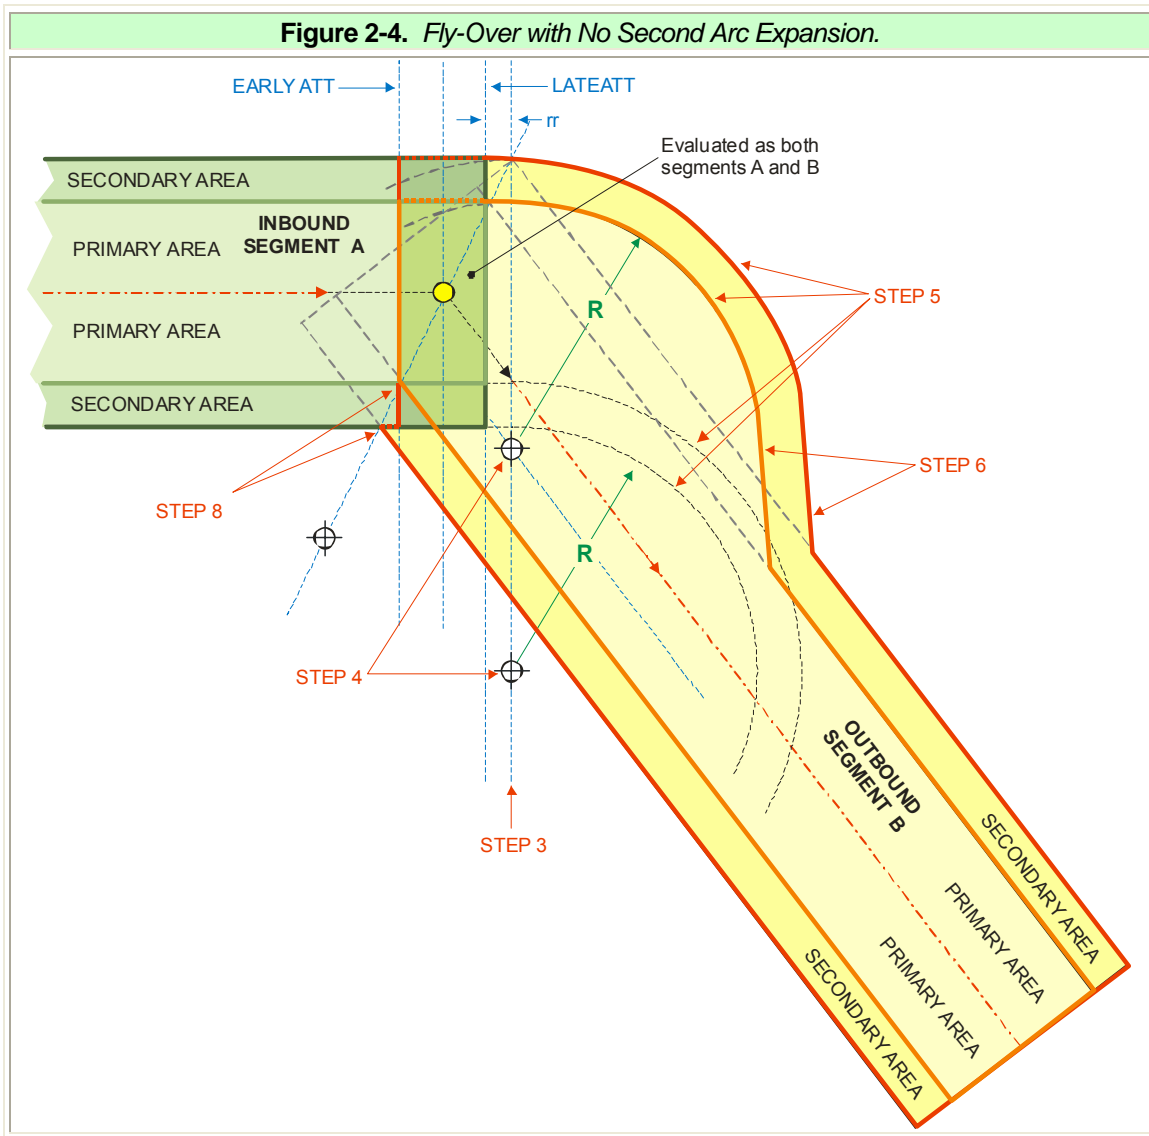 Figure 2-4. Fly-Over with No Second Arc Expansion.
EARLY ATT
LATE ATT
rr
Evaluated as both
segments A and B
SECONDARY AREA
INBOUND
SEGMENT A
PRIMARY AREA
PRIMARY AREA
SECONDARY AREA
R
STEP 5
STEP 6
STEP 8
R
STEP 4
STEP 3
OUTBOUND
SEGMENT B
SECONDARY AREA
PRIMARY AREA
PRIMARY AREA
SECONDARY AREA